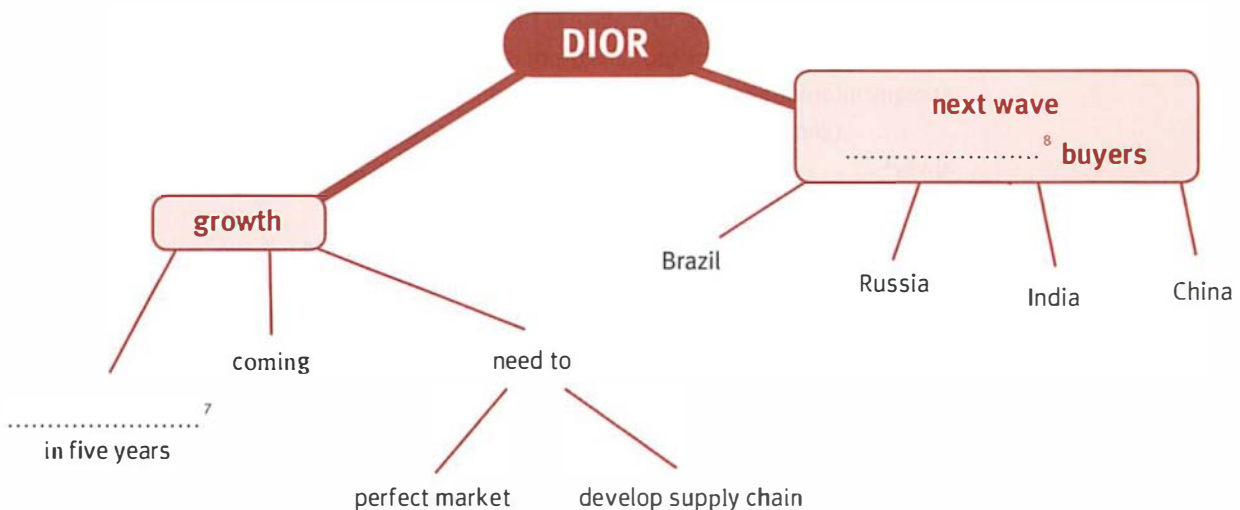 DIOR
next wave
........................ 8 buyers
growth
Brazil
Russia
India
China
coming
need to
........................ 7
in five years
perfect market
develop supply chain